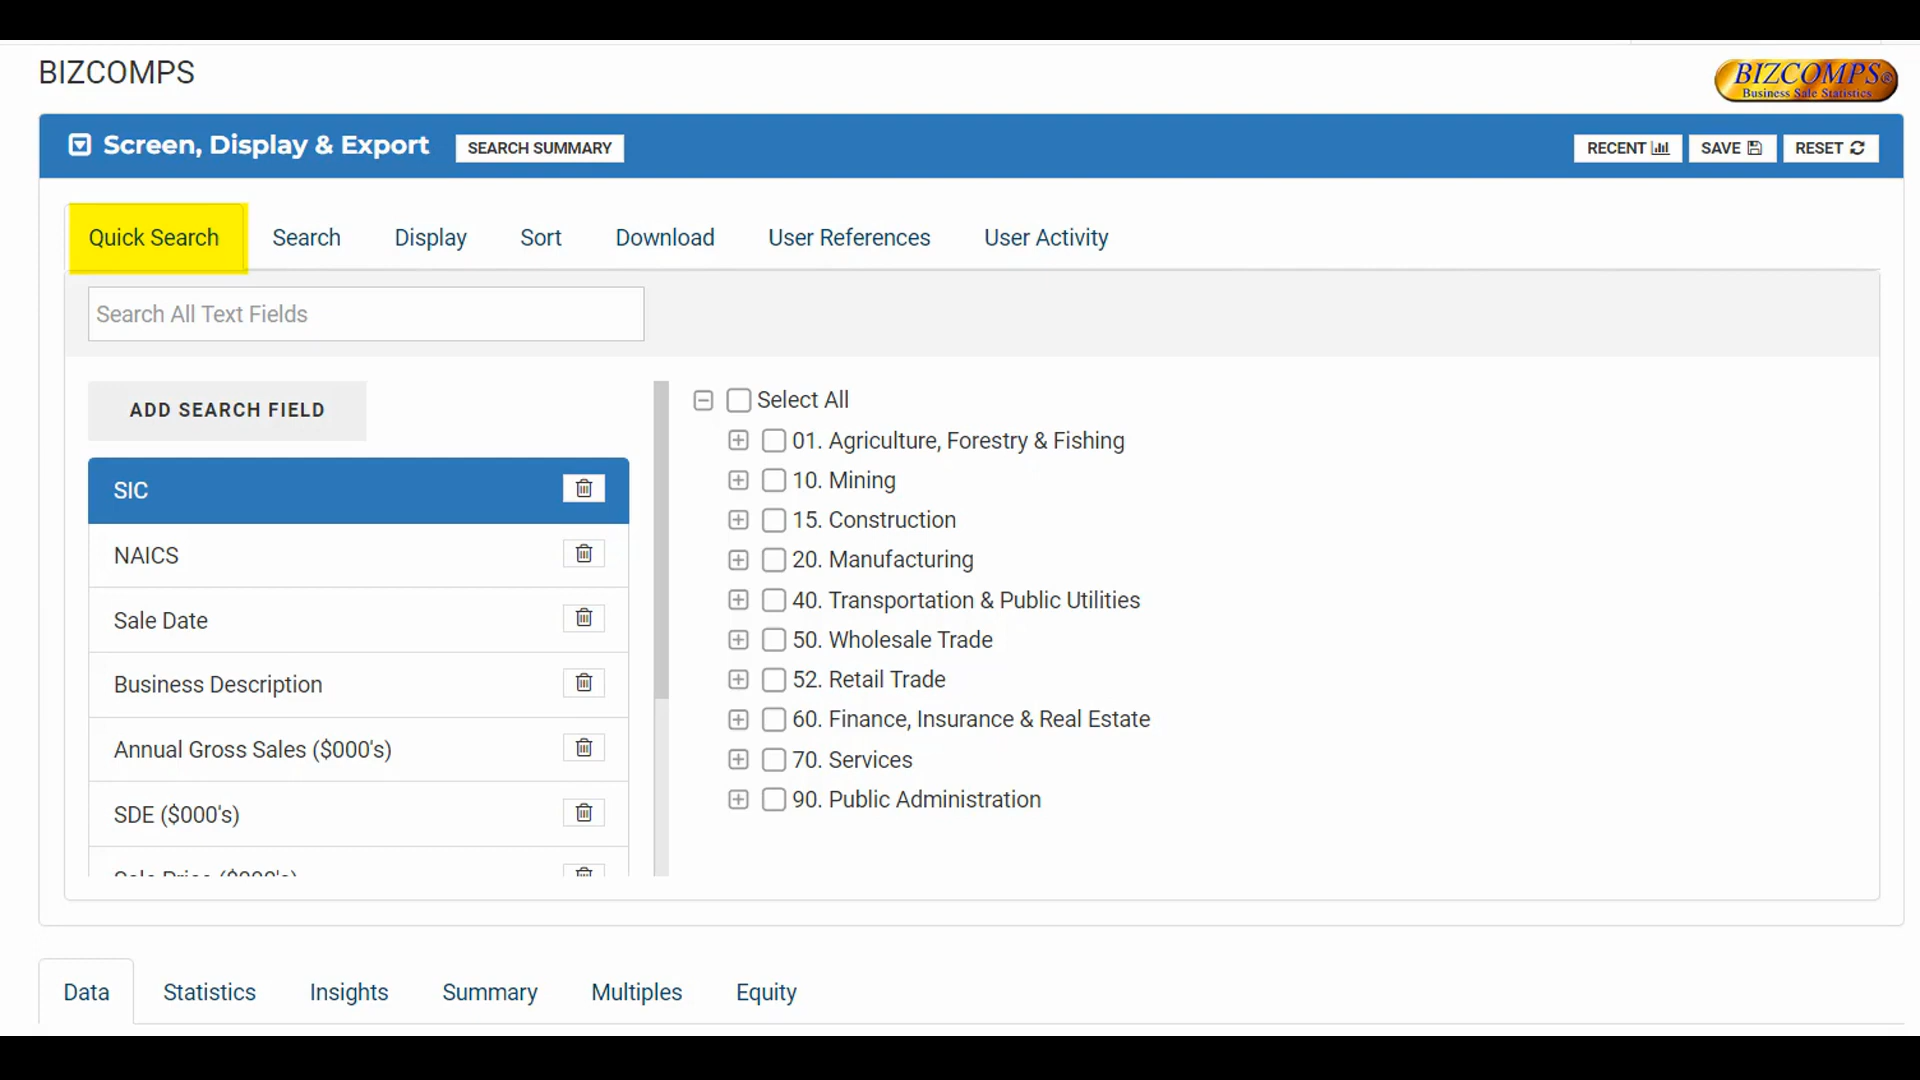 BIZCOMPS
BIZCOMPS®
Business Sale Statistics
Screen, Display & Export
SEARCH SUMMARY
RECENT
SAVE
RESET
Quick Search
Search
Display
Sort
Download
User References
User Activity
Search All Text Fields
ADD SEARCH FIELD
SIC
NAICS
Sale Date
Business Description
Annual Gross Sales ($000's)
SDE ($000's)
Sale Price ($000's)
Select All
01. Agriculture, Forestry & Fishing
10. Mining
15. Construction
20. Manufacturing
40. Transportation & Public Utilities
50. Wholesale Trade
52. Retail Trade
60. Finance, Insurance & Real Estate
70. Services
90. Public Administration
Data
Statistics
Insights
Summary
Multiples
Equity